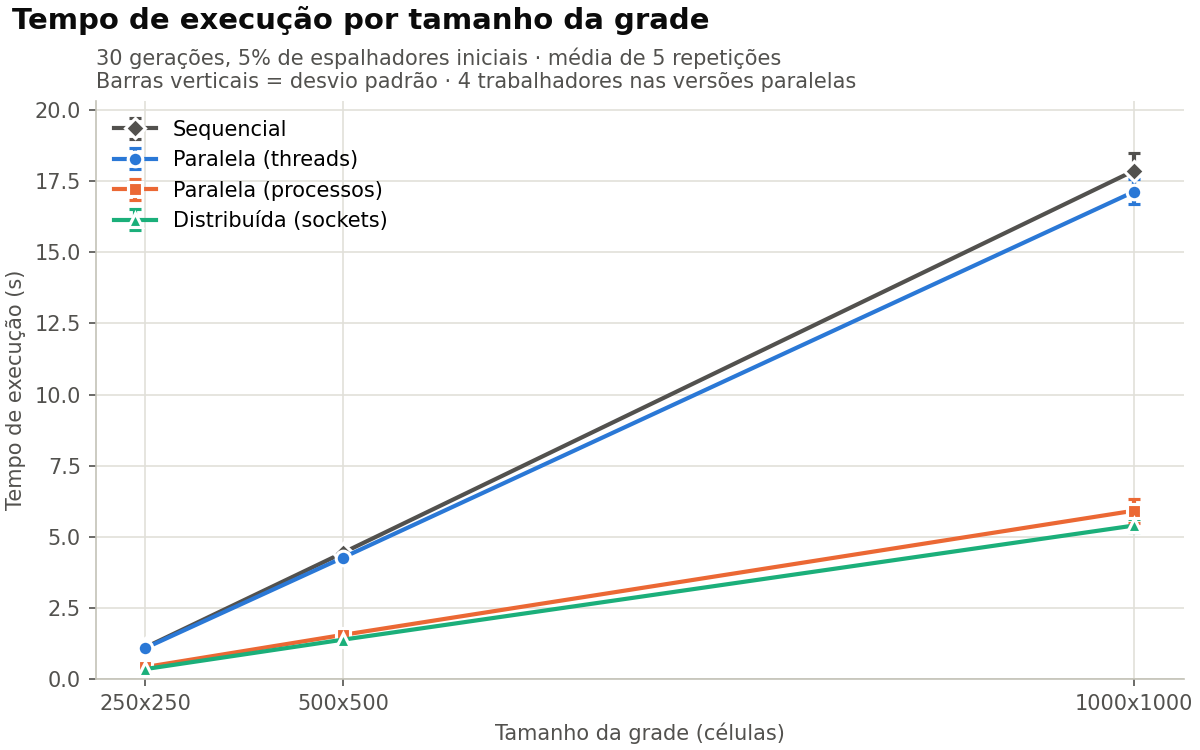 Tempo de execução por tamanho da grade
30 gerações, 5% de espalhadores iniciais · média de 5 repetições
Barras verticais = desvio padrão · 4 trabalhadores nas versões paralelas
Sequencial
Paralela (threads)
Paralela (processos)
Distribuída (sockets)
Tempo de execução (s)
20.0
17.5
15.0
12.5
10.0
7.5
5.0
2.5
0.0
250x250
500x500
1000x1000
Tamanho da grade (células)